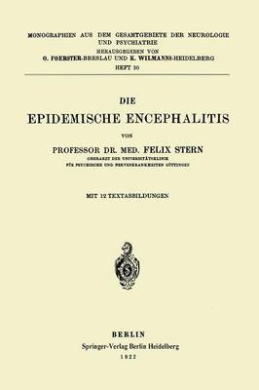 MONOGRAPHIEN AUS DEM GESAMTGEBIETE DER NEUROLOGIE
UND PSYCHIATRIE
HERAUSGEGEBEN VON
O. FOERSTER-BRESLAU UND K. WILMANNS-HEIDELBERG
HEFT 30
DIE
EPIDEMISCHE ENCEPHALITIS
VON
PROFESSOR DR. MED. FELIX STERN
OBERARZT DER UNIVERSITÄTSKLINIK
FÜR PSYCHISCHE UND NERVENKRANKHEITEN GÖTTINGEN
MIT 12 TEXTABBILDUNGEN
BERLIN
Springer-Verlag Berlin Heidelberg
1922